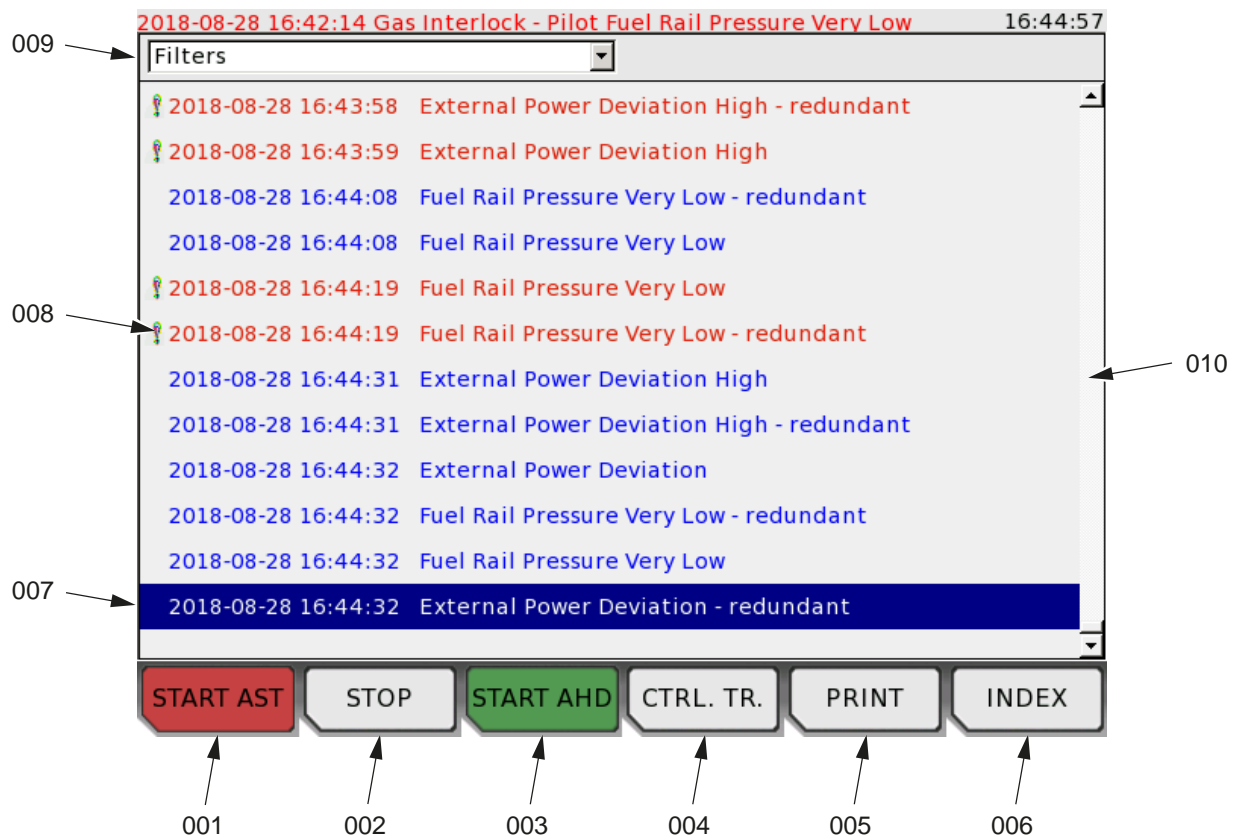 2018-08-28 16:42:14 Gas Interlock - Pilot Fuel Rail Pressure Very Low 16:44:57
009
Filters
2018-08-28 16:43:58 External Power Deviation High - redundant
2018-08-28 16:43:59 External Power Deviation High
2018-08-28 16:44:08 Fuel Rail Pressure Very Low - redundant
2018-08-28 16:44:08 Fuel Rail Pressure Very Low
2018-08-28 16:44:19 Fuel Rail Pressure Very Low
008
2018-08-28 16:44:19 Fuel Rail Pressure Very Low - redundant
010
2018-08-28 16:44:31 External Power Deviation High
2018-08-28 16:44:31 External Power Deviation High - redundant
2018-08-28 16:44:32 External Power Deviation
2018-08-28 16:44:32 Fuel Rail Pressure Very Low - redundant
2018-08-28 16:44:32 Fuel Rail Pressure Very Low
007
2018-08-28 16:44:32 External Power Deviation - redundant
START AST STOP START AHD CTRL. TR. PRINT INDEX
001 002 003 004 005 006